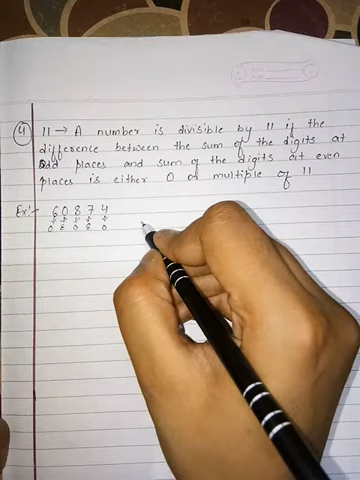 4 11 → A number is divisible by 11 if the
difference between the sum of the digits at
Odd places and sum of the digits at even
places is either 0 or multiple of 11
Ex:- 6 0 8 7 4
↓ ↓ ↓ ↓ ↓
O E O E O